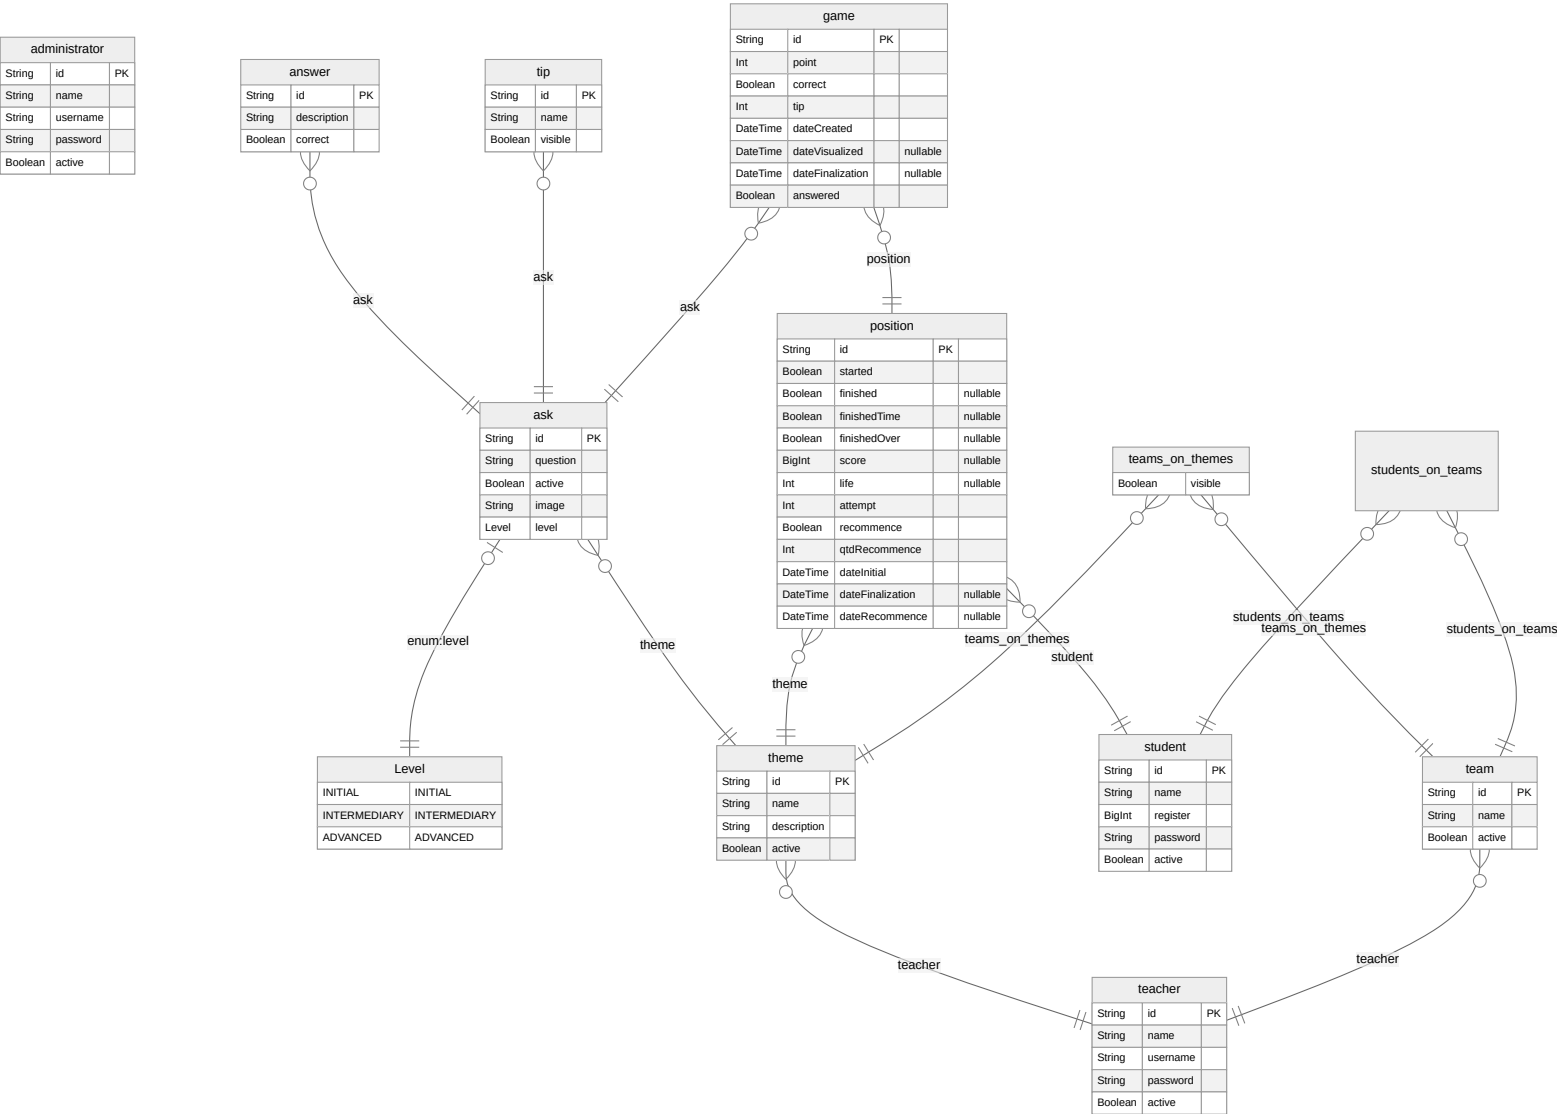 administrator
String id PK
String name
String username
String password
Boolean active
answer
String id PK
String description
Boolean correct
tip
String id PK
String name
Boolean visible
game
String id PK
Int point
Boolean correct
Int tip
DateTime dateCreated
DateTime dateVisualized nullable
DateTime dateFinalization nullable
Boolean answered
ask
ask
ask
position
position
String id PK
Boolean started
Boolean finished nullable
Boolean finishedTime nullable
Boolean finishedOver nullable
BigInt score nullable
Int life nullable
Int attempt
Boolean recommence
Int qtdRecommence
DateTime dateInitial
DateTime dateFinalization nullable
DateTime dateRecommence nullable
ask
String id PK
String question
Boolean active
String image
Level level
teams_on_themes
Boolean visible
students_on_teams
enum:level
theme
theme
teams_on_themes
student
students_on_teams
teams_on_themes
students_on_teams
Level
INITIAL INITIAL
INTERMEDIARY INTERMEDIARY
ADVANCED ADVANCED
theme
String id PK
String name
String description
Boolean active
student
String id PK
String name
BigInt register
String password
Boolean active
team
String id PK
String name
Boolean active
teacher
teacher
teacher
String id PK
String name
String username
String password
Boolean active